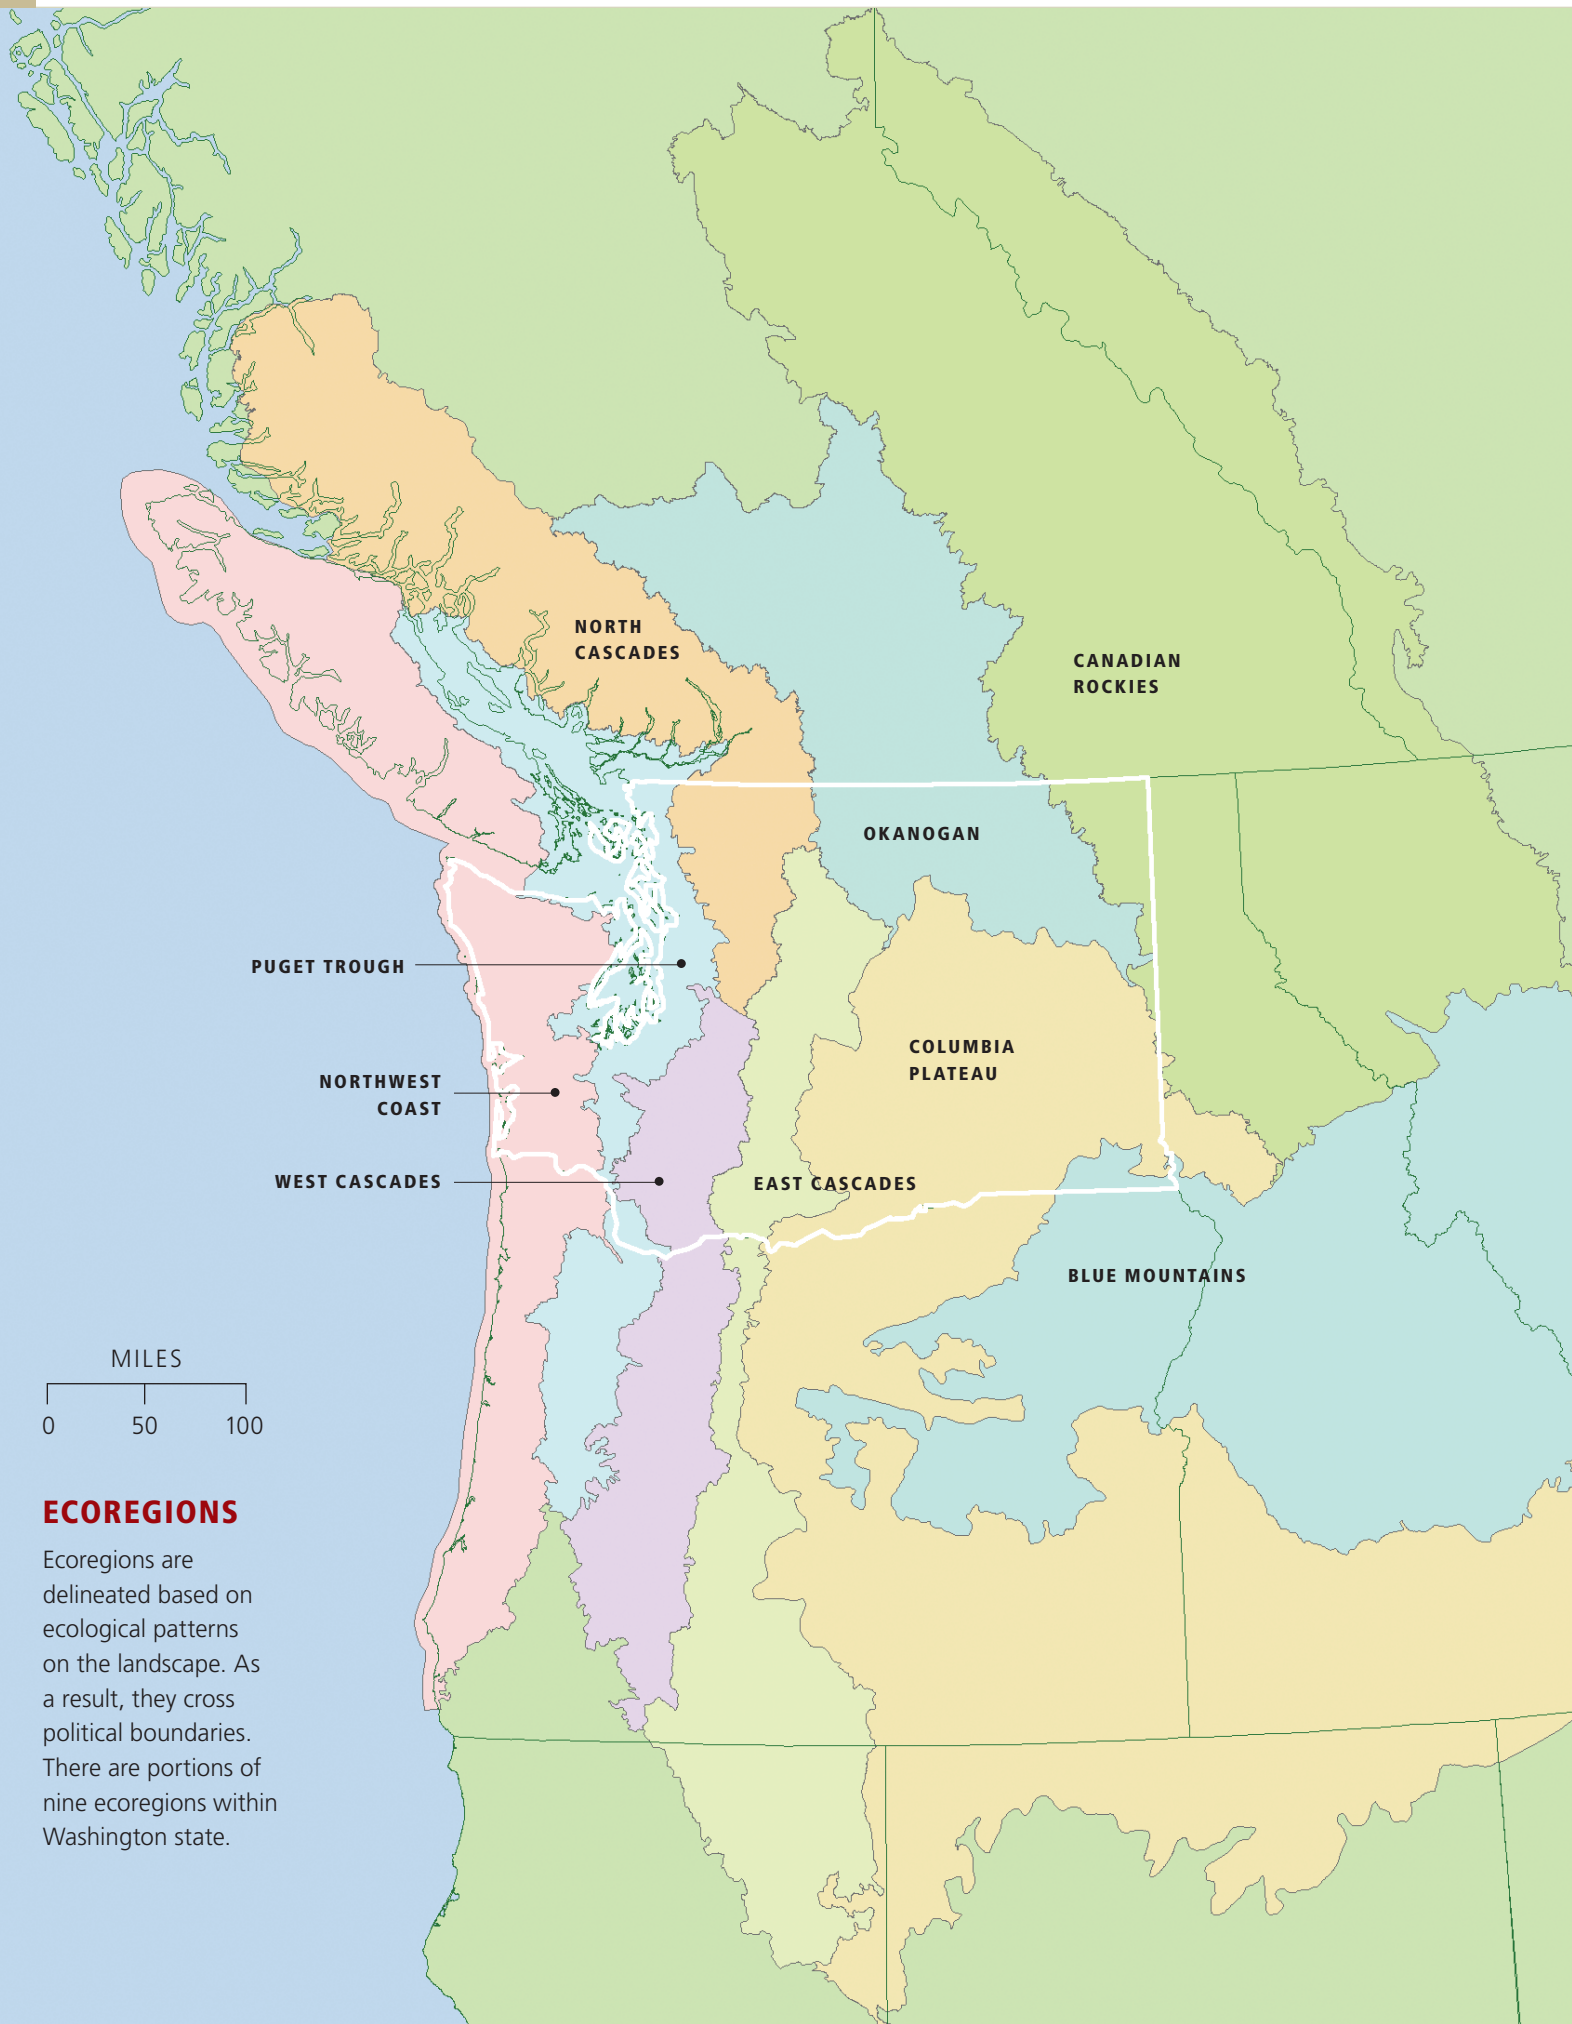 NORTH
CASCADES
CANADIAN
ROCKIES
OKANOGAN
PUGET TROUGH
COLUMBIA
PLATEAU
NORTHWEST
COAST
WEST CASCADES
EAST CASCADES
BLUE MOUNTAINS
MILES
0 50 100
ECOREGIONS
Ecoregions are
delineated based on
ecological patterns
on the landscape. As
a result, they cross
political boundaries.
There are portions of
nine ecoregions within
Washington state.